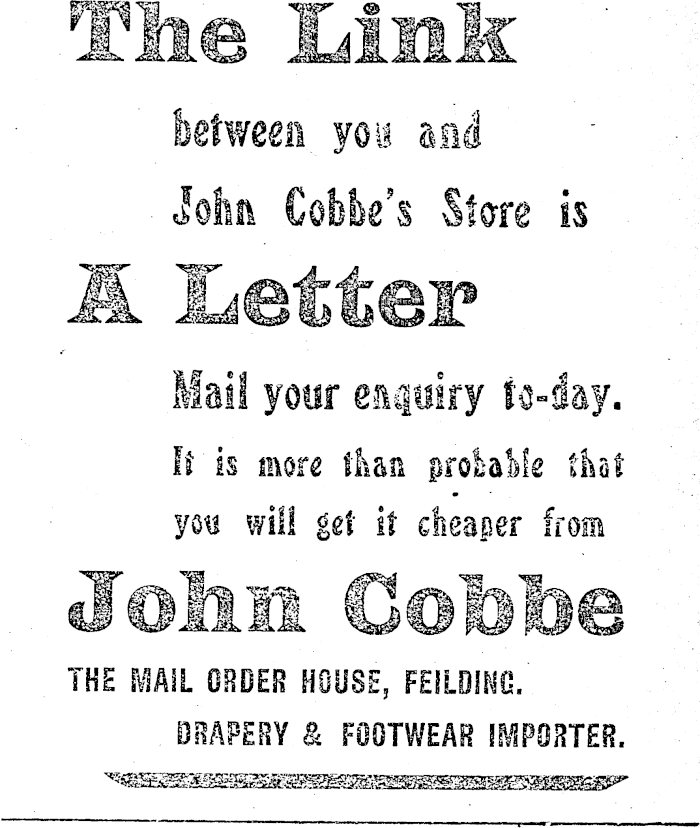 The Link
between you and
John Cobbe's Store is
A Letter
Mail your enquiry to-day.
It is more than probable that
you will get it cheaper from
John Cobbe
THE MAIL ORDER HOUSE, FEILDING.
DRAPERY & FOOTWEAR IMPORTER.